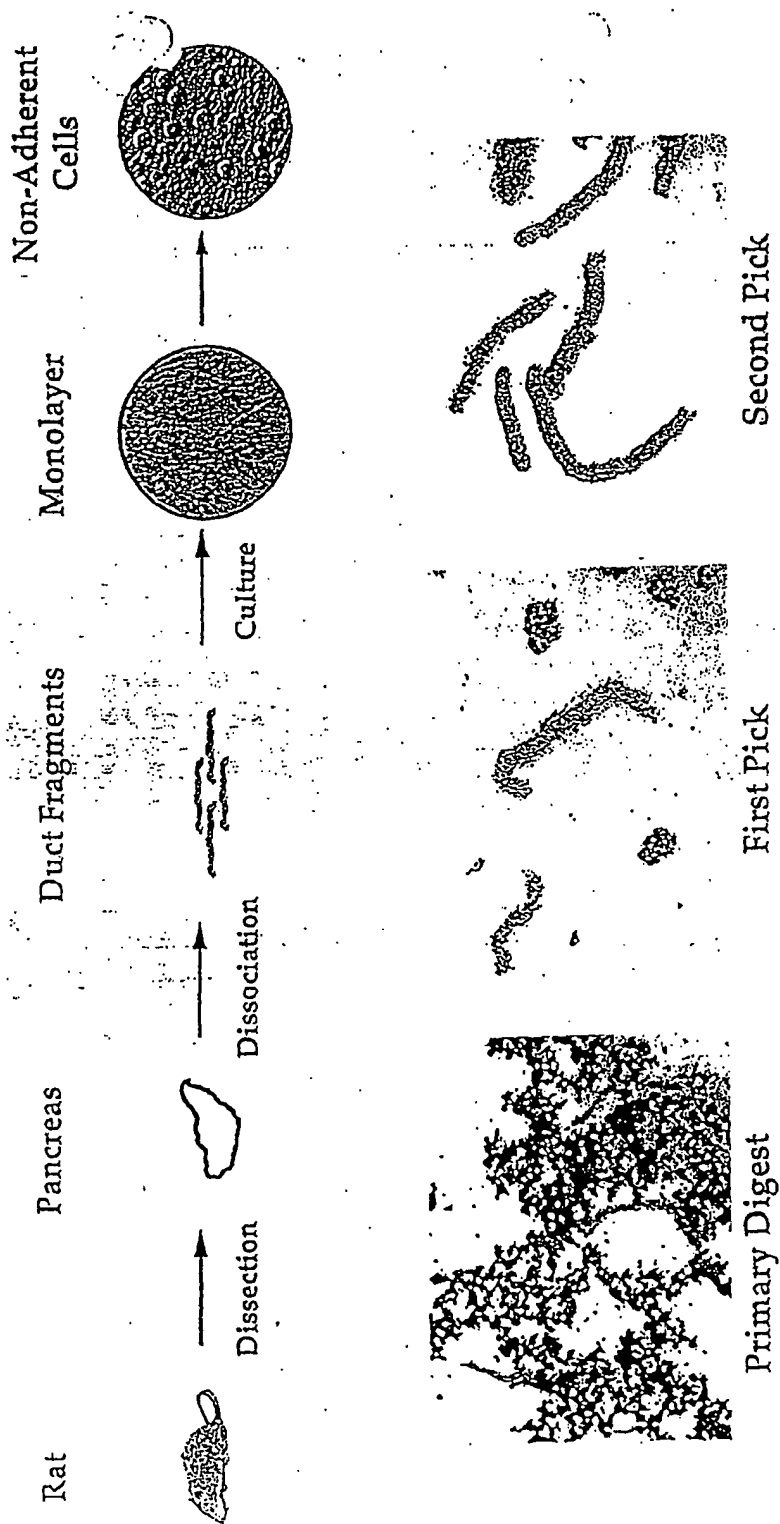 Rat
Pancreas
Duct Fragments
Monolayer
Non-Adherent
Cells
Dissection
Dissociation
Culture
Primary Digest
First Pick
Second Pick